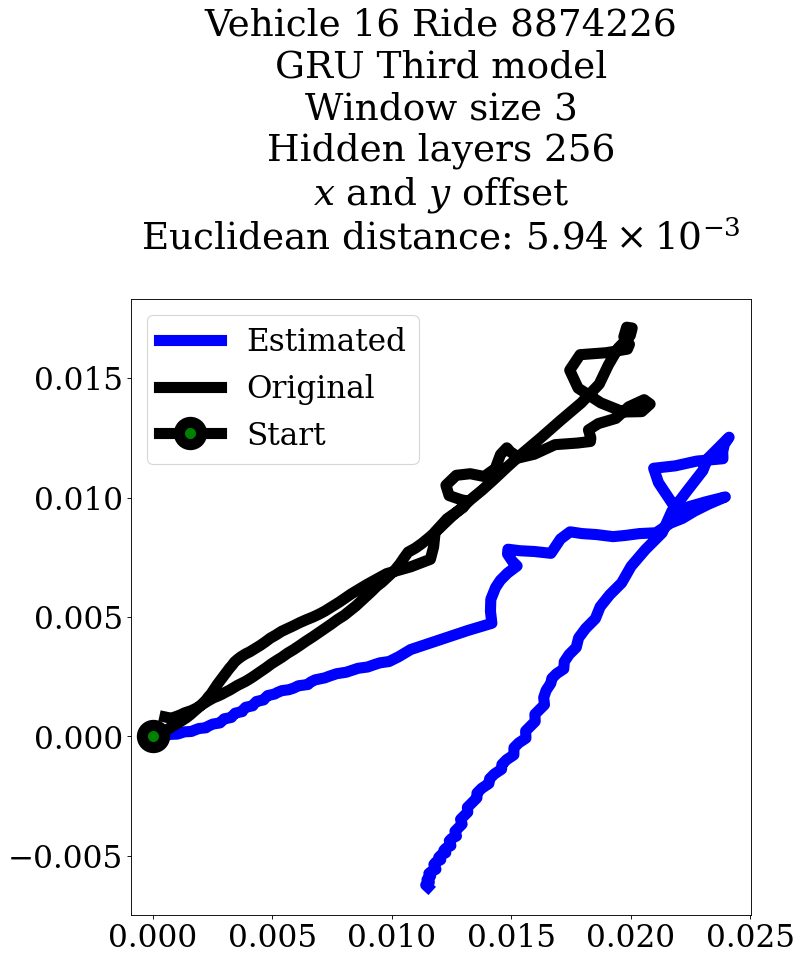 Vehicle 16 Ride 8874226
GRU Third model
Window size 3
Hidden layers 256
x and y offset
Euclidean distance: 5.94 × 10⁻³
Estimated
Original
Start
0.015
0.010
0.005
0.000
−0.005
0.000 0.005 0.010 0.015 0.020 0.025